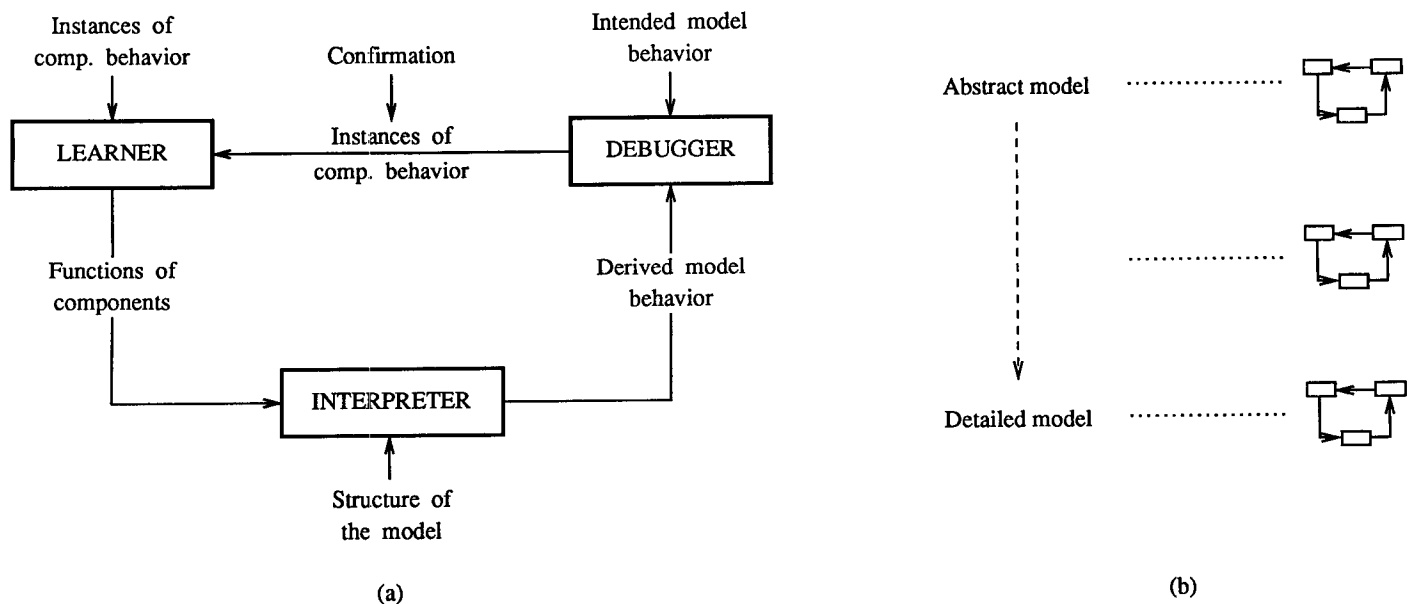 Instances of
comp. behavior
Confirmation
Intended model
behavior
LEARNER
Instances of
comp. behavior
DEBUGGER
Functions of
components
Derived model
behavior
INTERPRETER
Structure of
the model
(a)
Abstract model
Detailed model
(b)